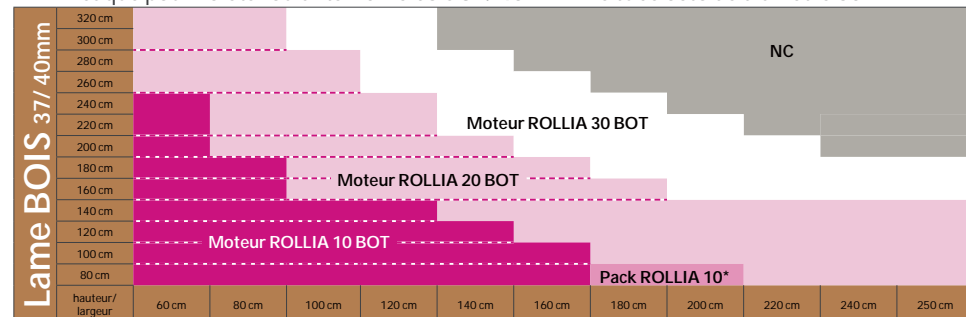 Lame BOIS 37/ 40mm
320 cm
300 cm
NC
280 cm
260 cm
240 cm
220 cm
Moteur ROLLIA 30 BOT
200 cm
180 cm
Moteur ROLLIA 20 BOT
160 cm
140 cm
120 cm
Moteur ROLLIA 10 BOT
100 cm
80 cm
Pack ROLLIA 10*
hauteur/
largeur
60 cm 80 cm 100 cm 120 cm 140 cm 160 cm 180 cm 200 cm 220 cm 240 cm 250 cm